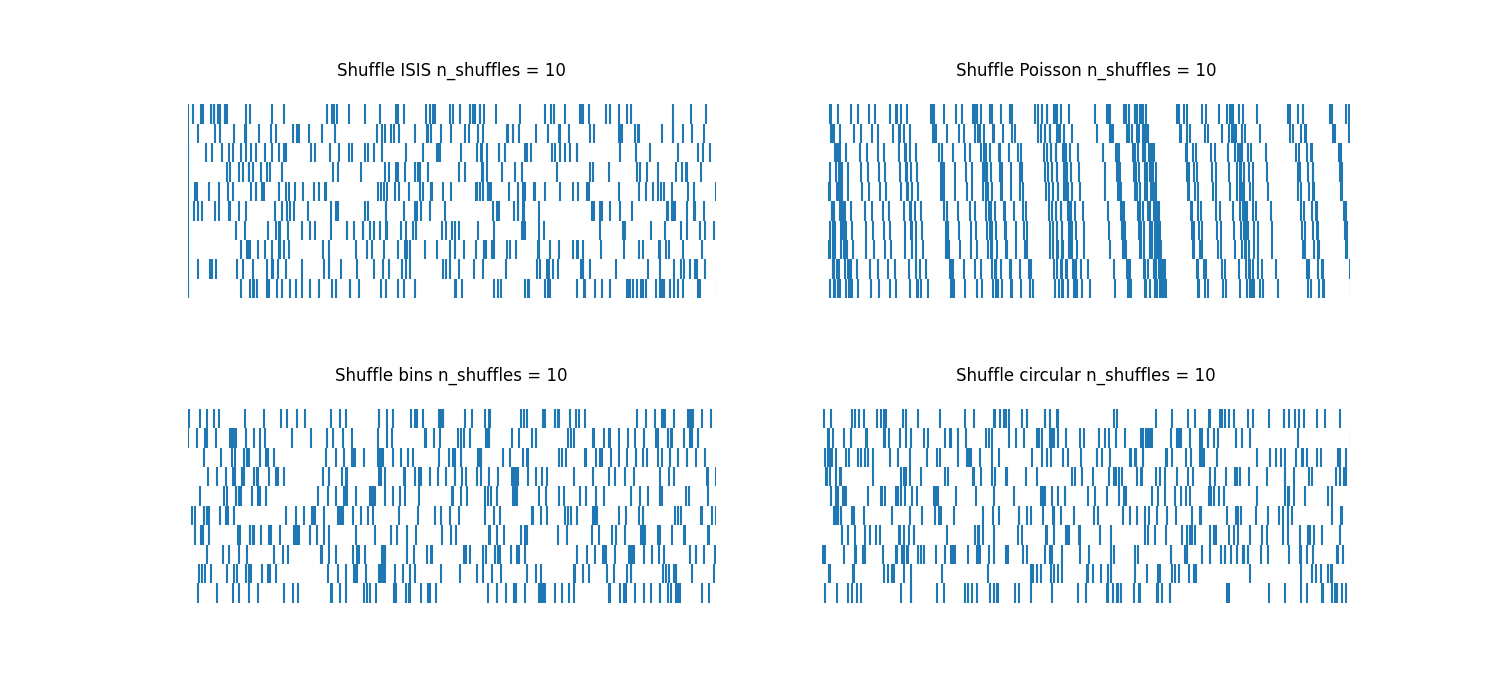 Shuffle ISIS n_shuffles = 10
Shuffle Poisson n_shuffles = 10
Shuffle bins n_shuffles = 10
Shuffle circular n_shuffles = 10